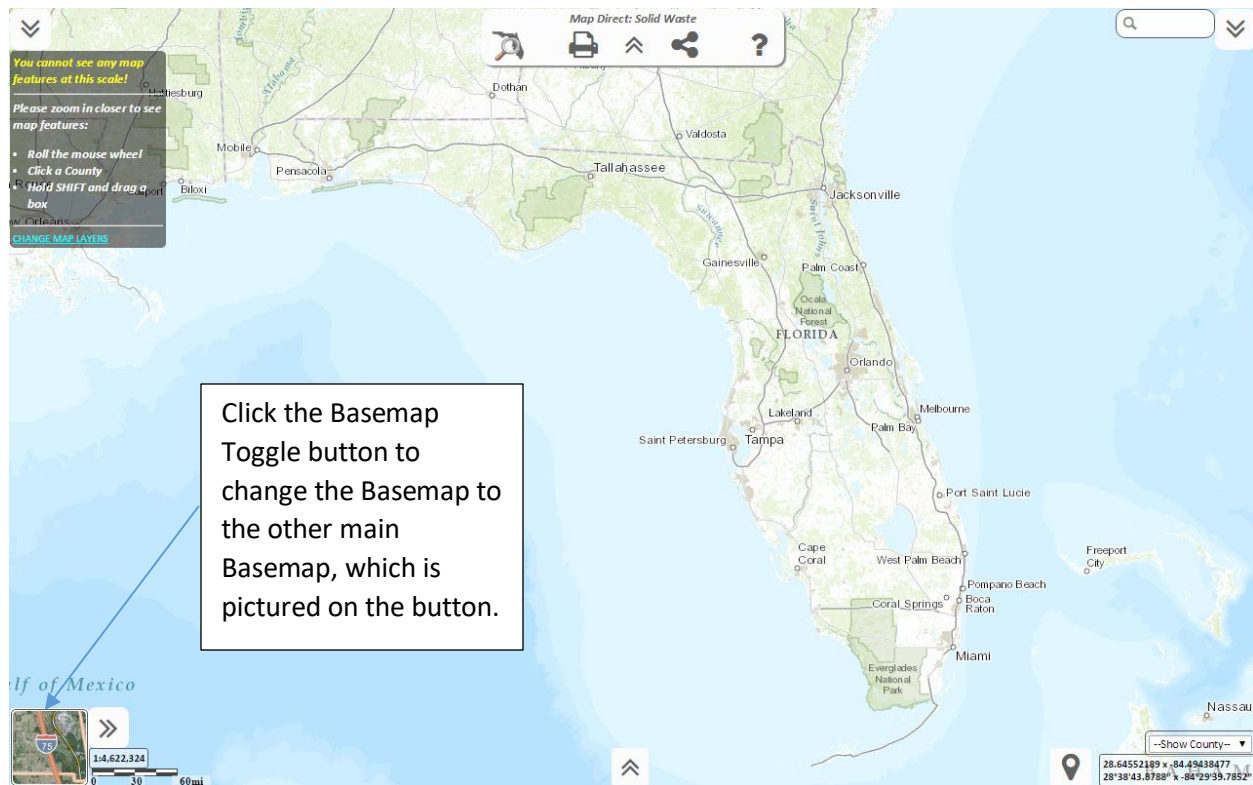 Map Direct: Solid Waste
?
You cannot see any map
features at this scale!
Please zoom in closer to see
map features:
• Roll the mouse wheel
• Click a County
• Hold SHIFT and drag a
box
CHANGE MAP LAYERS
Alabama
Dothan
Valdosta
Mobile
Pensacola
Tallahassee
Biloxi
Jacksonville
Suwannee
Saint Johns
Gainesville
Palm Coast
Ocala
National
Forest
FLORIDA
Orlando
Click the Basemap
Toggle button to
change the Basemap to
the other main
Basemap, which is
pictured on the button.
Lakeland
Melbourne
Palm Bay
Saint Petersburg
Tampa
Port Saint Lucie
Cape
Coral
West Palm Beach
Freeport
City
Pompano Beach
Coral Springs
Boca
Raton
Miami
Everglades
National
Park
lf of Mexico
Nassau
75
1:4,622,324
0 30 60mi
--Show County--
28.64552189 x -84.49438477
28°38'43.8788" x -84°29'39.7852"